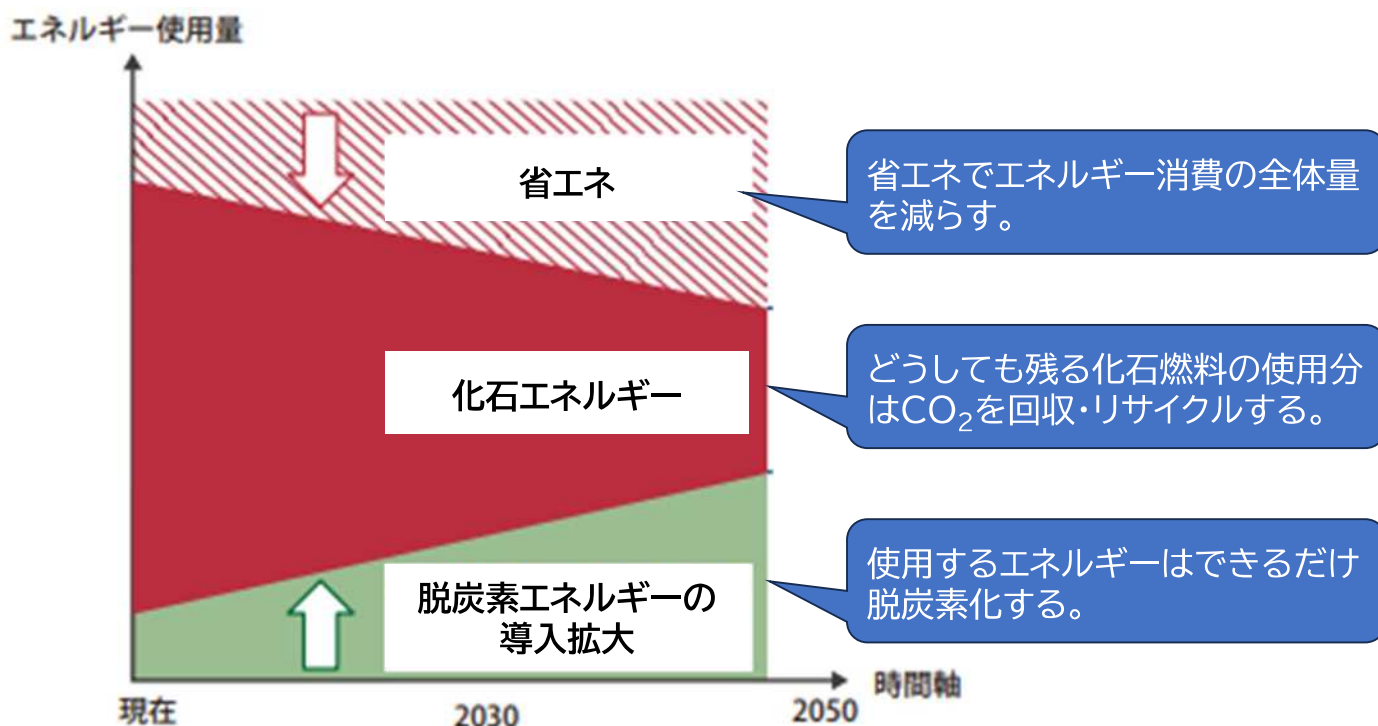 エネルギー使用量
省エネ
省エネでエネルギー消費の全体量
を減らす。
化石エネルギー
どうしても残る化石燃料の使用分
はCO₂を回収・リサイクルする。
脱炭素エネルギーの
導入拡大
使用するエネルギーはできるだけ
脱炭素化する。
時間軸
現在
2030
2050